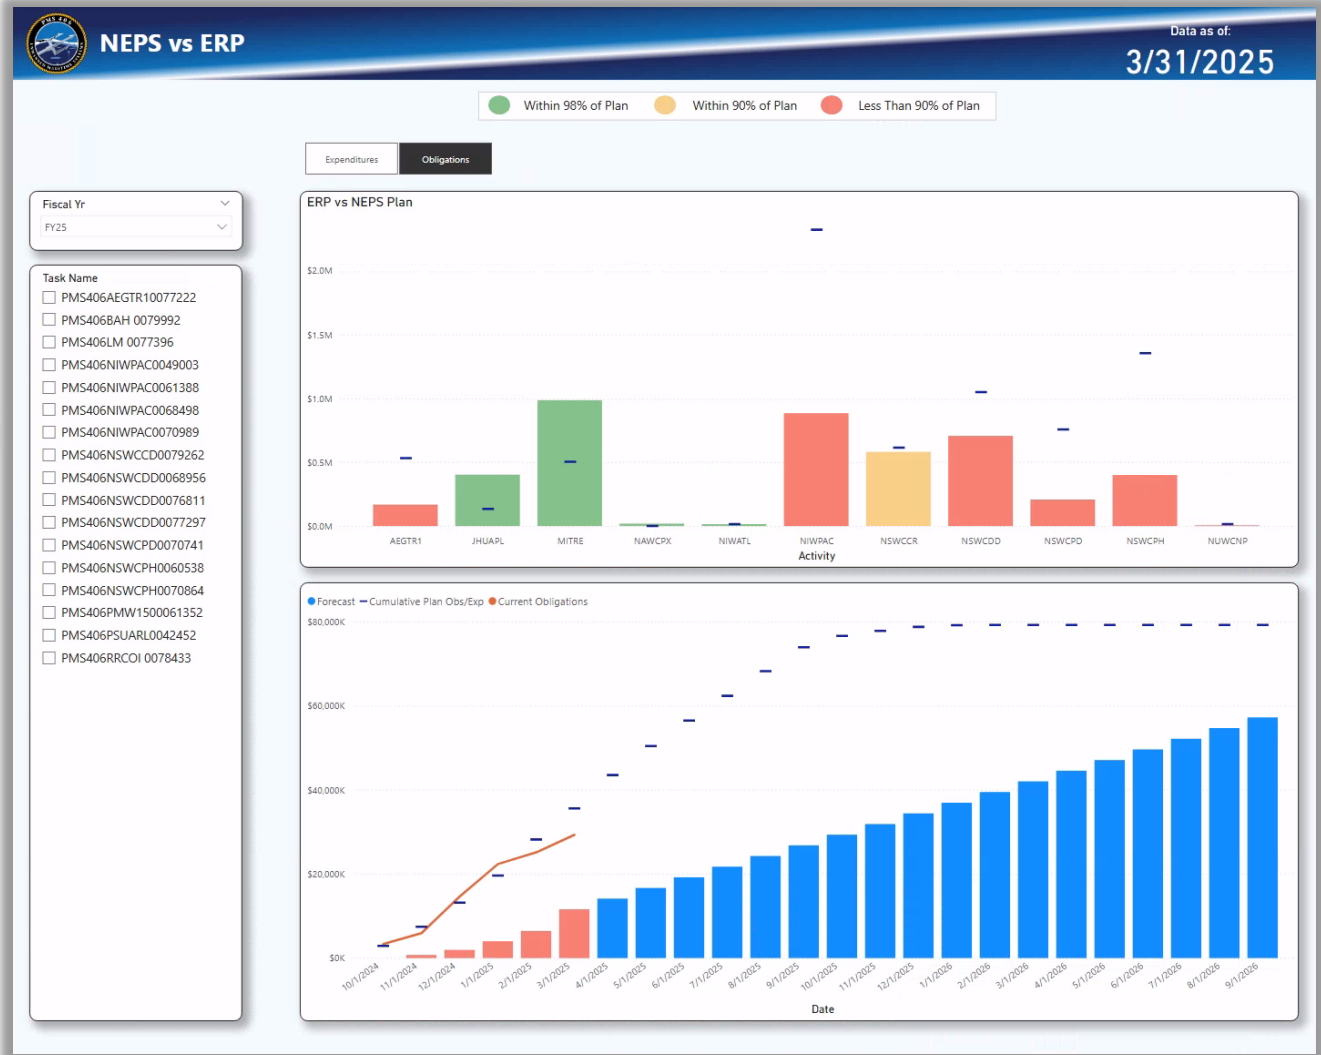 PMS 406
UNMANNED MARITIME SYSTEMS
NEPS vs ERP
Data as of:
3/31/2025
Within 98% of Plan
Within 90% of Plan
Less Than 90% of Plan
Expenditures
Obligations
Fiscal Yr
FY25
Task Name
PMS406AEGTR10077222
PMS406BAH 0079992
PMS406LM 0077396
PMS406NIWPAC0049003
PMS406NIWPAC0061388
PMS406NIWPAC0068498
PMS406NIWPAC0070989
PMS406NSWCCD0079262
PMS406NSWCDD0068956
PMS406NSWCDD0076811
PMS406NSWCDD0077297
PMS406NSWCPD0070741
PMS406NSWCPH0060538
PMS406NSWCPH0070864
PMS406PMW1500061352
PMS406PSUARL0042452
PMS406RRCOI 0078433
ERP vs NEPS Plan
$2.0M
$1.5M
$1.0M
$0.5M
$0.0M
AEGTR1 JHUAPL MITRE NAWCPX NIWATL NIWPAC NSWCCR NSWCDD NSWCPD NSWCPH NUWCNP
Activity
Forecast Cumulative Plan Obs/Exp Current Obligations
$80,000K
$60,000K
$40,000K
$20,000K
$0K
10/1/2024 11/1/2024 12/1/2024 1/1/2025 2/1/2025 3/1/2025 4/1/2025 5/1/2025 6/1/2025 7/1/2025 8/1/2025 9/1/2025 10/1/2025 11/1/2025 12/1/2025 1/1/2026 2/1/2026 3/1/2026 4/1/2026 5/1/2026 6/1/2026 7/1/2026 8/1/2026 9/1/2026
Date